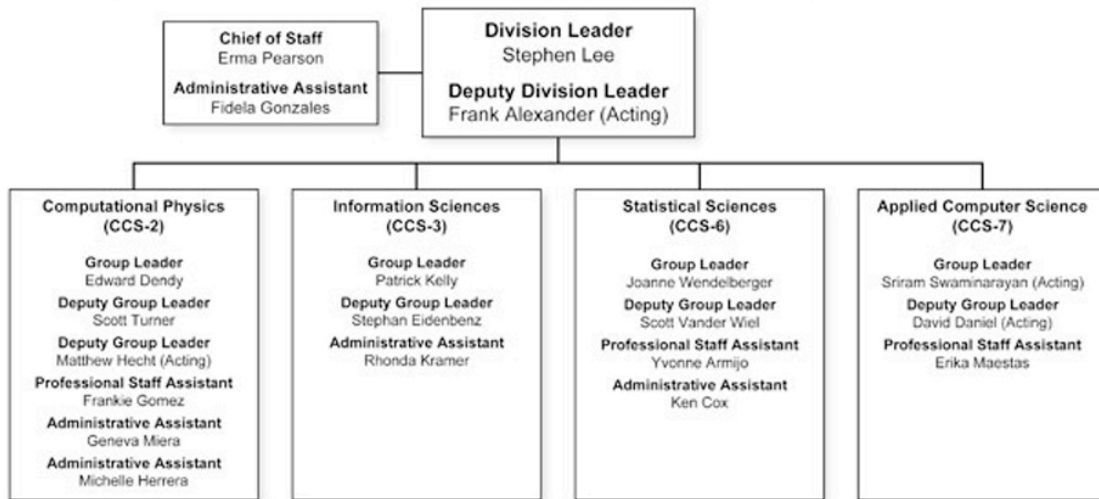 Chief of Staff
Erma Pearson
Administrative Assistant
Fidela Gonzales
Division Leader
Stephen Lee
Deputy Division Leader
Frank Alexander (Acting)
Computational Physics
(CCS-2)
Group Leader
Edward Dendy
Deputy Group Leader
Scott Turner
Deputy Group Leader
Matthew Hecht (Acting)
Professional Staff Assistant
Frankie Gomez
Administrative Assistant
Geneva Miera
Administrative Assistant
Michelle Herrera
Information Sciences
(CCS-3)
Group Leader
Patrick Kelly
Deputy Group Leader
Stephan Eidenbenz
Administrative Assistant
Rhonda Kramer
Statistical Sciences
(CCS-6)
Group Leader
Joanne Wendelberger
Deputy Group Leader
Scott Vander Wiel
Professional Staff Assistant
Yvonne Armijo
Administrative Assistant
Ken Cox
Applied Computer Science
(CCS-7)
Group Leader
Sriram Swaminarayan (Acting)
Deputy Group Leader
David Daniel (Acting)
Professional Staff Assistant
Erika Maestas